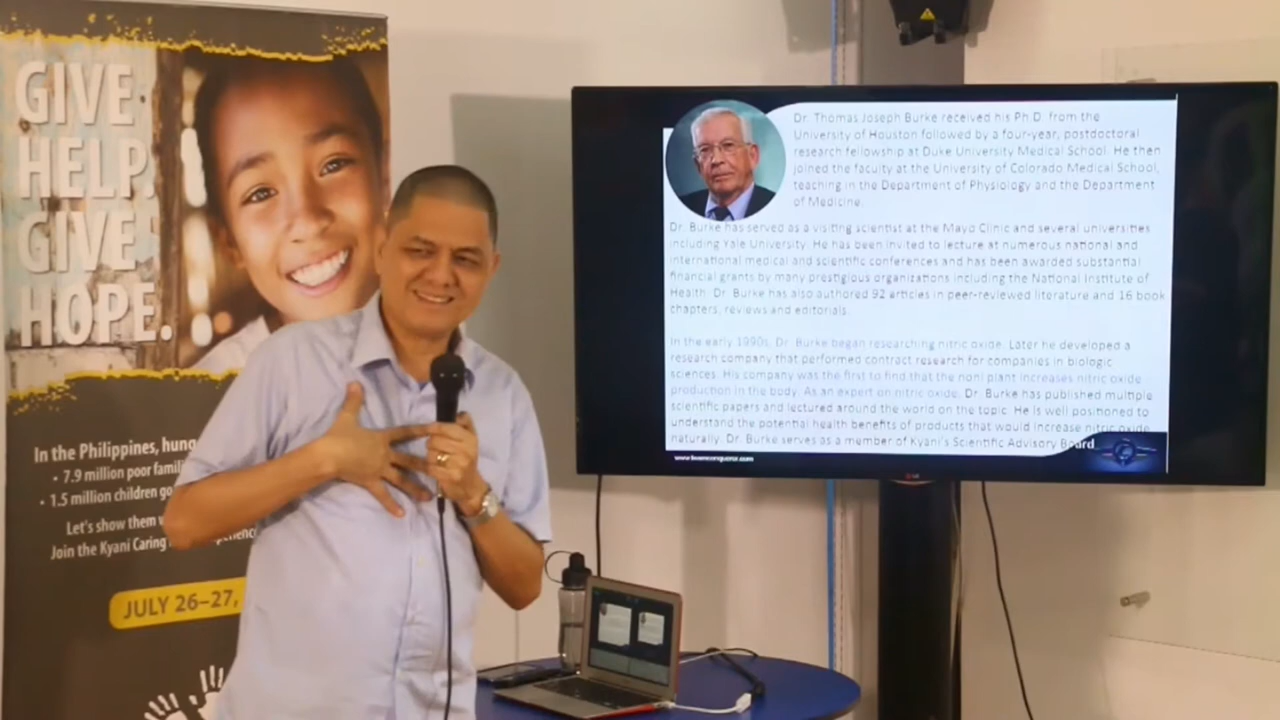 GIVE
HELP.
GIVE
HOPE.
In the Philippines, hung
• 7.9 million poor famil
• 1.5 million children go
Let's show them
Join the Kyani Caring
JULY 26–27,
Dr. Thomas Joseph Burke received his Ph.D. from the
University of Houston followed by a four-year, postdoctoral
research fellowship at Duke University Medical School. He then
joined the faculty at the University of Colorado Medical School,
teaching in the Department of Physiology and the Department
of Medicine.
Dr. Burke has served as a visiting scientist at the Mayo Clinic and several universities
including Yale University. He has been invited to lecture at numerous national and
international medical and scientific conferences and has been awarded substantial
financial grants by many prestigious organizations including the National Institute of
Health. Dr. Burke has also authored 92 articles in peer-reviewed literature and 16 book
chapters, reviews and editorials.
In the early 1990s, Dr. Burke began researching nitric oxide. Later he developed a
research company that performed contract research for companies in biologic
sciences. His company was the first to find that the noni plant increases nitric oxide
production in the body. As an expert on nitric oxide, Dr. Burke has published multiple
scientific papers and lectured around the world on the topic. He is well positioned to
understand the potential health benefits of products that would increase nitric oxide
naturally. Dr. Burke serves as a member of Kyäni's Scientific Advisory Board